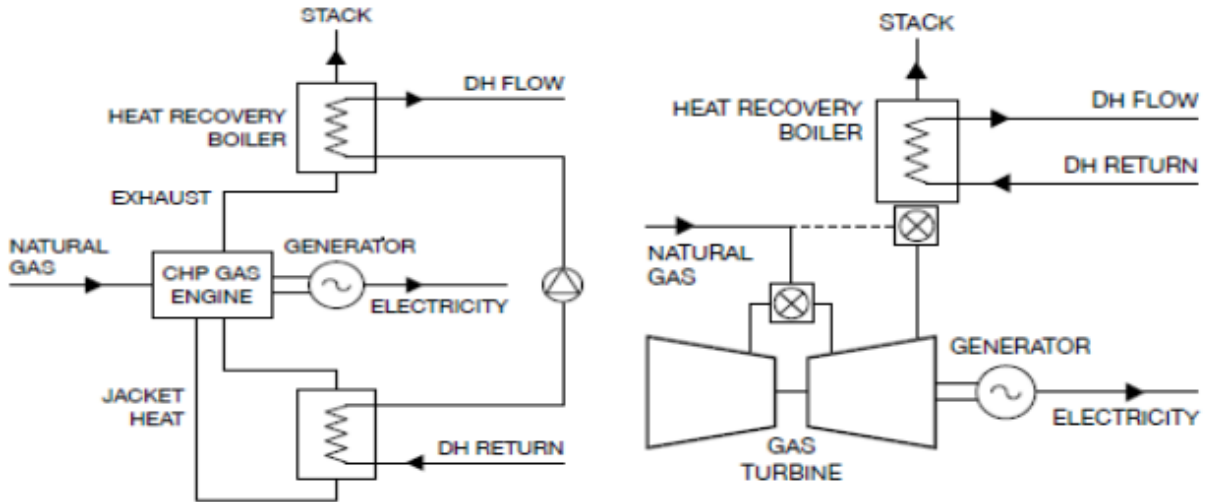 STACK
DH FLOW
HEAT RECOVERY
BOILER
EXHAUST
NATURAL
GAS
GENERATOR
CHP GAS
ENGINE
ELECTRICITY
JACKET
HEAT
DH RETURN
STACK
HEAT RECOVERY
BOILER
DH FLOW
DH RETURN
NATURAL
GAS
GENERATOR
ELECTRICITY
GAS
TURBINE